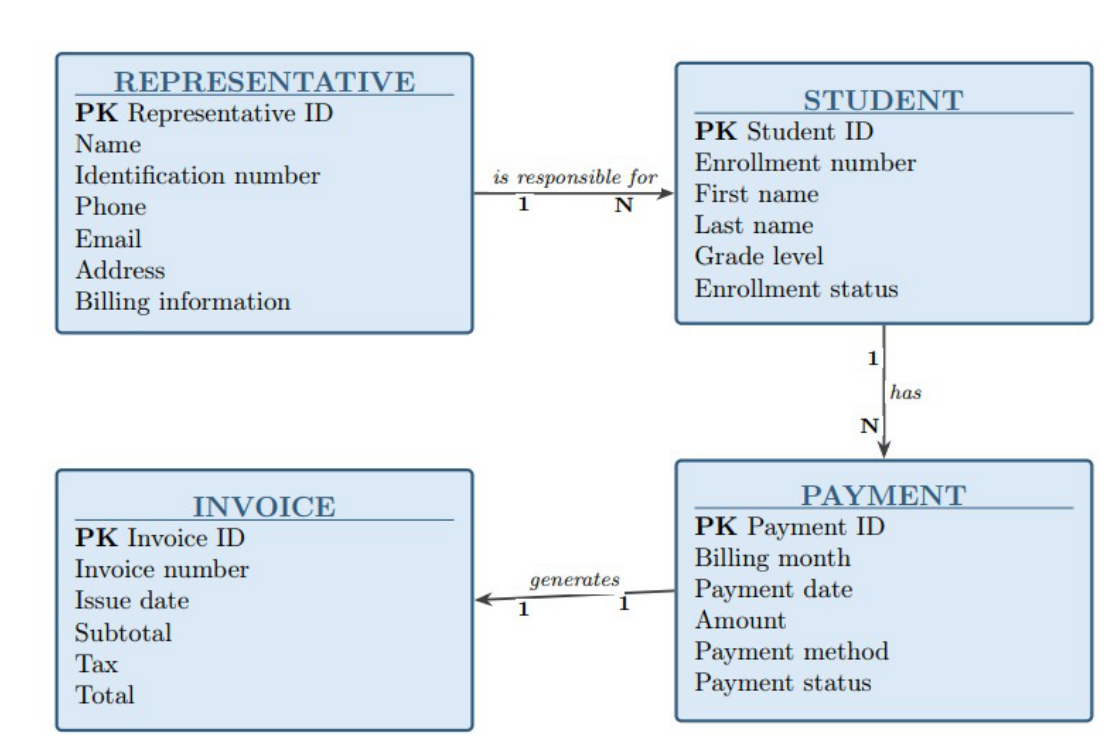 REPRESENTATIVE
PK Representative ID
Name
Identification number
Phone
Email
Address
Billing information
is responsible for
1 N
STUDENT
PK Student ID
Enrollment number
First name
Last name
Grade level
Enrollment status
1
has
N
INVOICE
PK Invoice ID
Invoice number
Issue date
Subtotal
Tax
Total
generates
1 1
PAYMENT
PK Payment ID
Billing month
Payment date
Amount
Payment method
Payment status